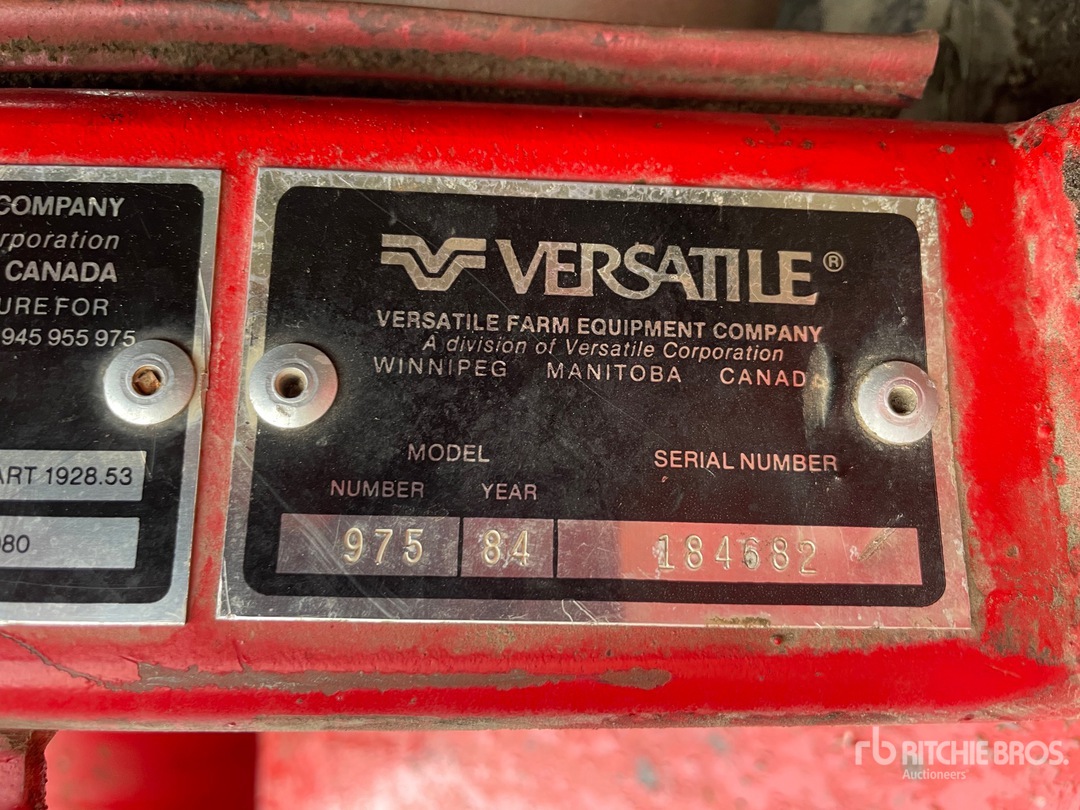 COMPANY
rporation
CANADA
URE FOR
945 955 975
ART 1928.53
080
VERSATILE®
VERSATILE FARM EQUIPMENT COMPANY
A division of Versatile Corporation
WINNIPEG MANITOBA CANADA
MODEL
SERIAL NUMBER
NUMBER YEAR
975 84 184682
rb RITCHIE BROS.
Auctioneers